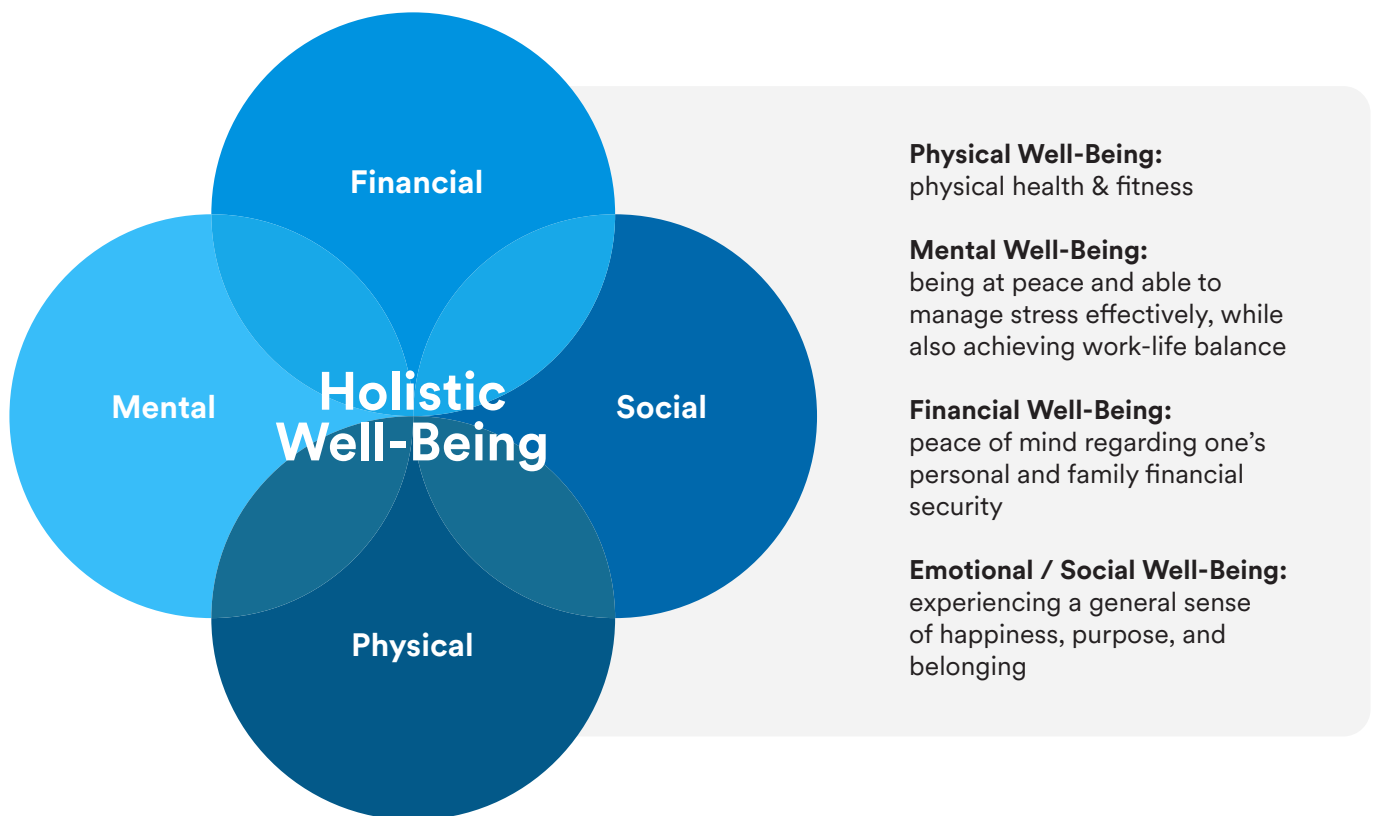 Financial
Mental
Holistic
Well-Being
Social
Physical
Physical Well-Being:
physical health & fitness
Mental Well-Being:
being at peace and able to
manage stress effectively, while
also achieving work-life balance
Financial Well-Being:
peace of mind regarding one’s
personal and family financial
security
Emotional / Social Well-Being:
experiencing a general sense
of happiness, purpose, and
belonging